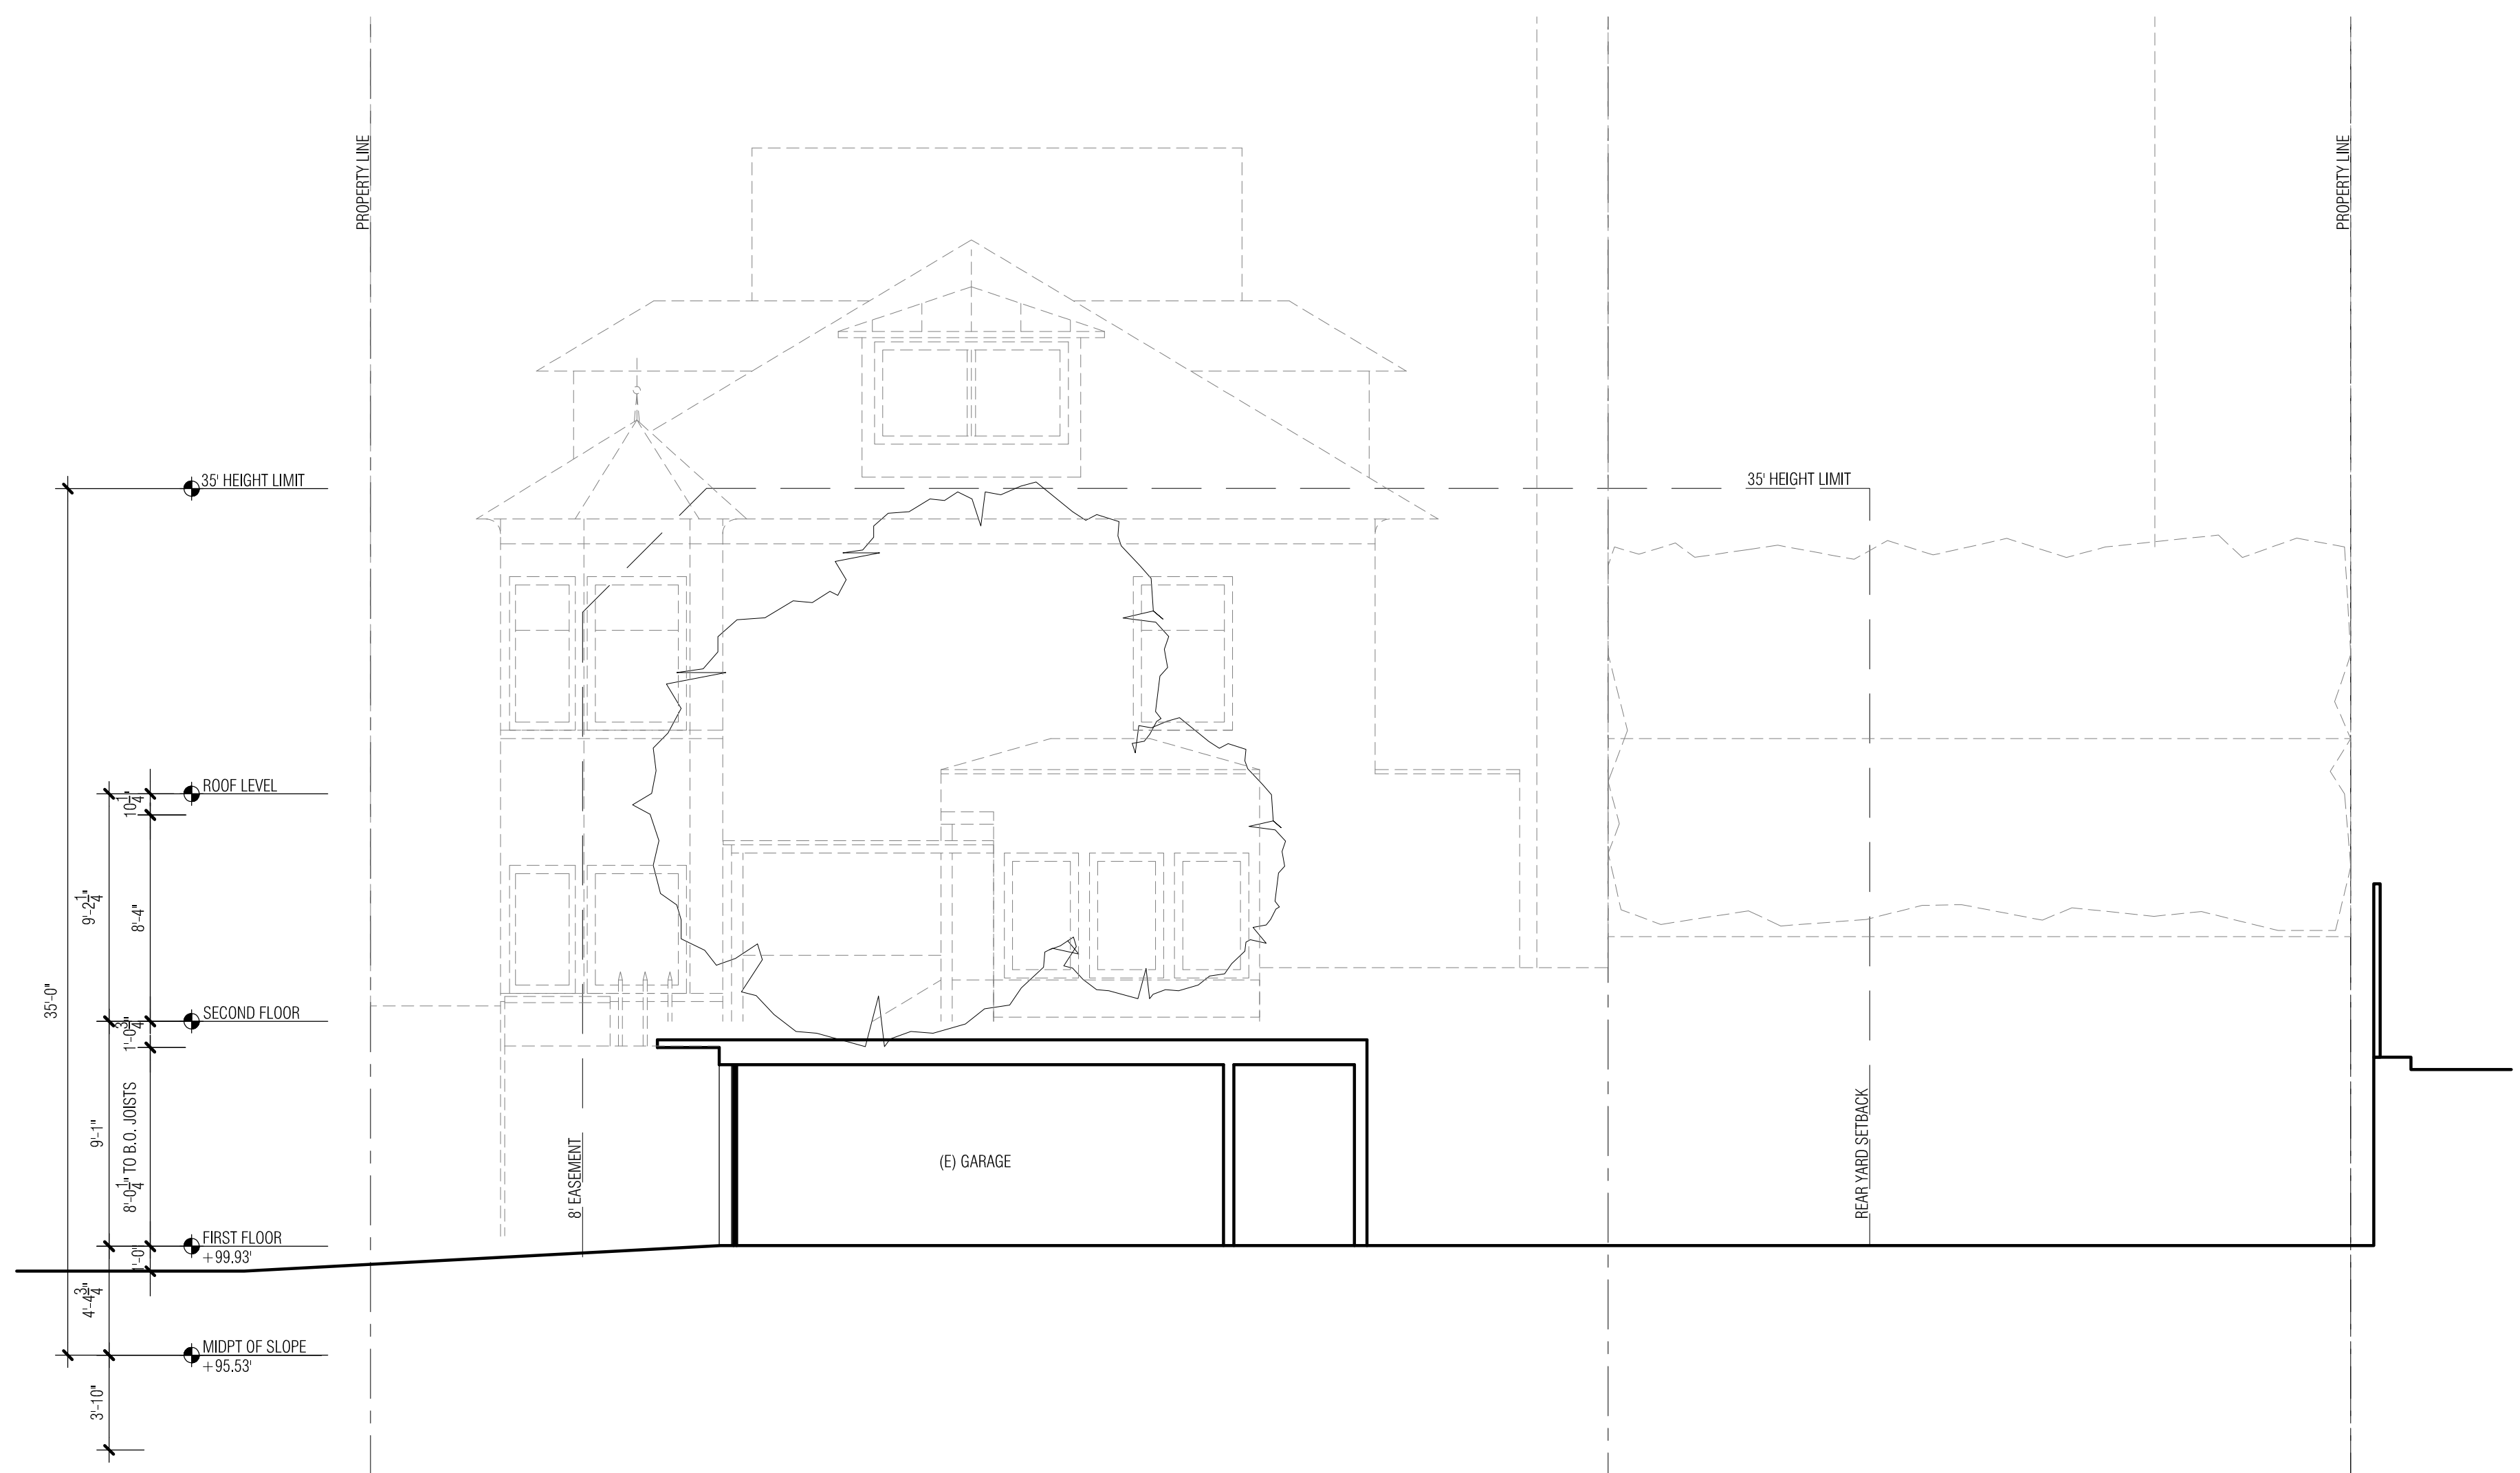 PROPERTY LINE
PROPERTY LINE
35' HEIGHT LIMIT
35' HEIGHT LIMIT
ROOF LEVEL
10 1/4"
9'-2 1/4"
8'-4"
35'-0"
SECOND FLOOR
1'-0 3/4"
9'-1"
8'-0 1/4" TO B.O. JOISTS
8' EASEMENT
(E) GARAGE
REAR YARD SETBACK
FIRST FLOOR
+99.93'
1'-0"
4'-4 3/4"
MIDPT OF SLOPE
+95.53'
3'-10"